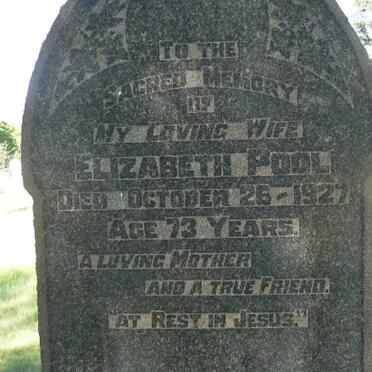 TO THE
SACRED MEMORY
OF
MY LOVING WIFE
ELIZABETH POOL
DIED OCTOBER 26-1927
AGE 73 YEARS.
A LOVING MOTHER
AND A TRUE FRIEND.
"AT REST IN JESUS."